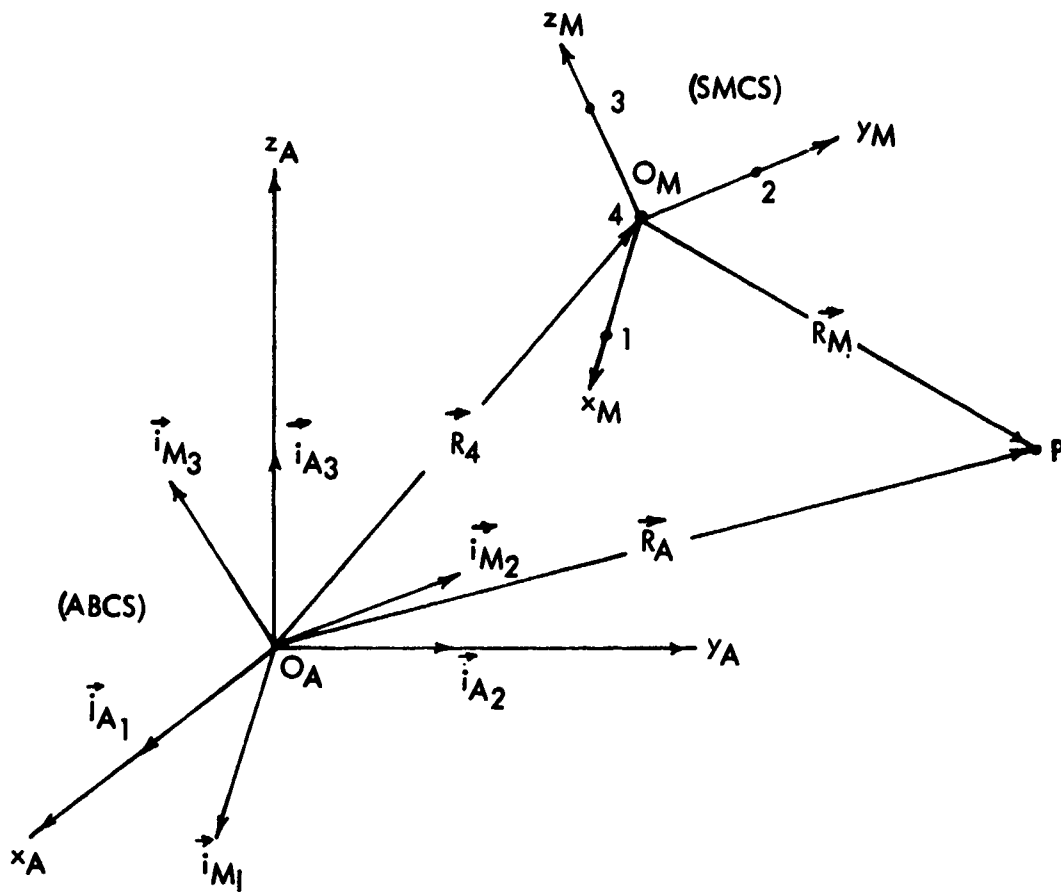 zM
3
(SMCS)
yM
zA
OM
2
4
RM
1
xM
iM3
iA3
R4
P
iM2
RA
(ABCS)
yA
OA
iA2
iA1
xA
iM1